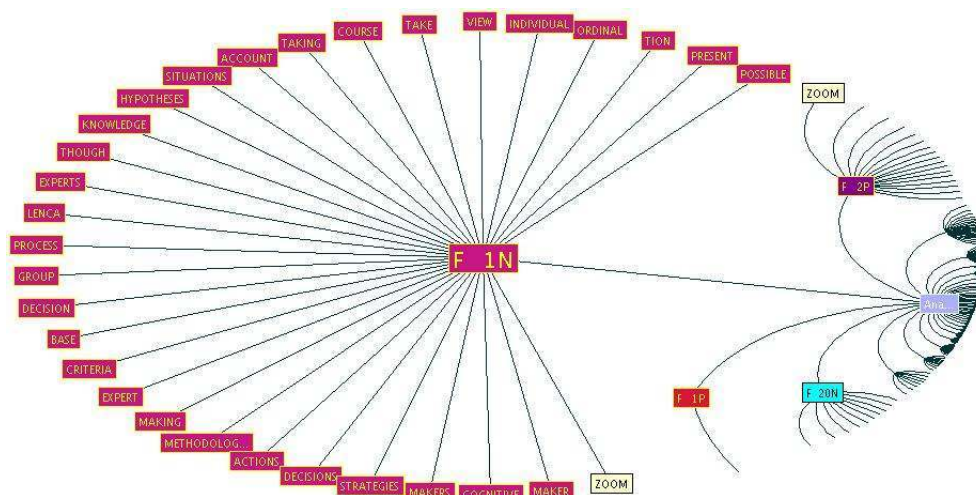 VIEW
INDIVIDUAL
TAKE
ORDINAL
COURSE
TION
TAKING
PRESENT
ACCOUNT
POSSIBLE
SITUATIONS
ZOOM
HYPOTHESES
KNOWLEDGE
THOUGH
EXPERTS
F 2P
LENCA
PROCESS
F 1N
GROUP
DECISION
Ana...
BASE
CRITERIA
EXPERT
F 1P
F 20N
MAKING
METHODOLOG...
ACTIONS
DECISIONS
STRATEGIES
ZOOM
MAKERS
COGNITIVE
MAKER